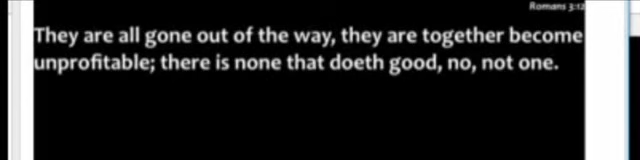 Romans 3:12
They are all gone out of the way, they are together become
unprofitable; there is none that doeth good, no, not one.